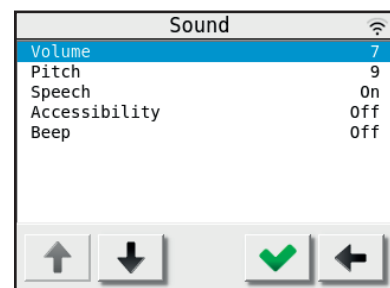 Sound
Volume 7
Pitch 9
Speech On
Accessibility Off
Beep Off